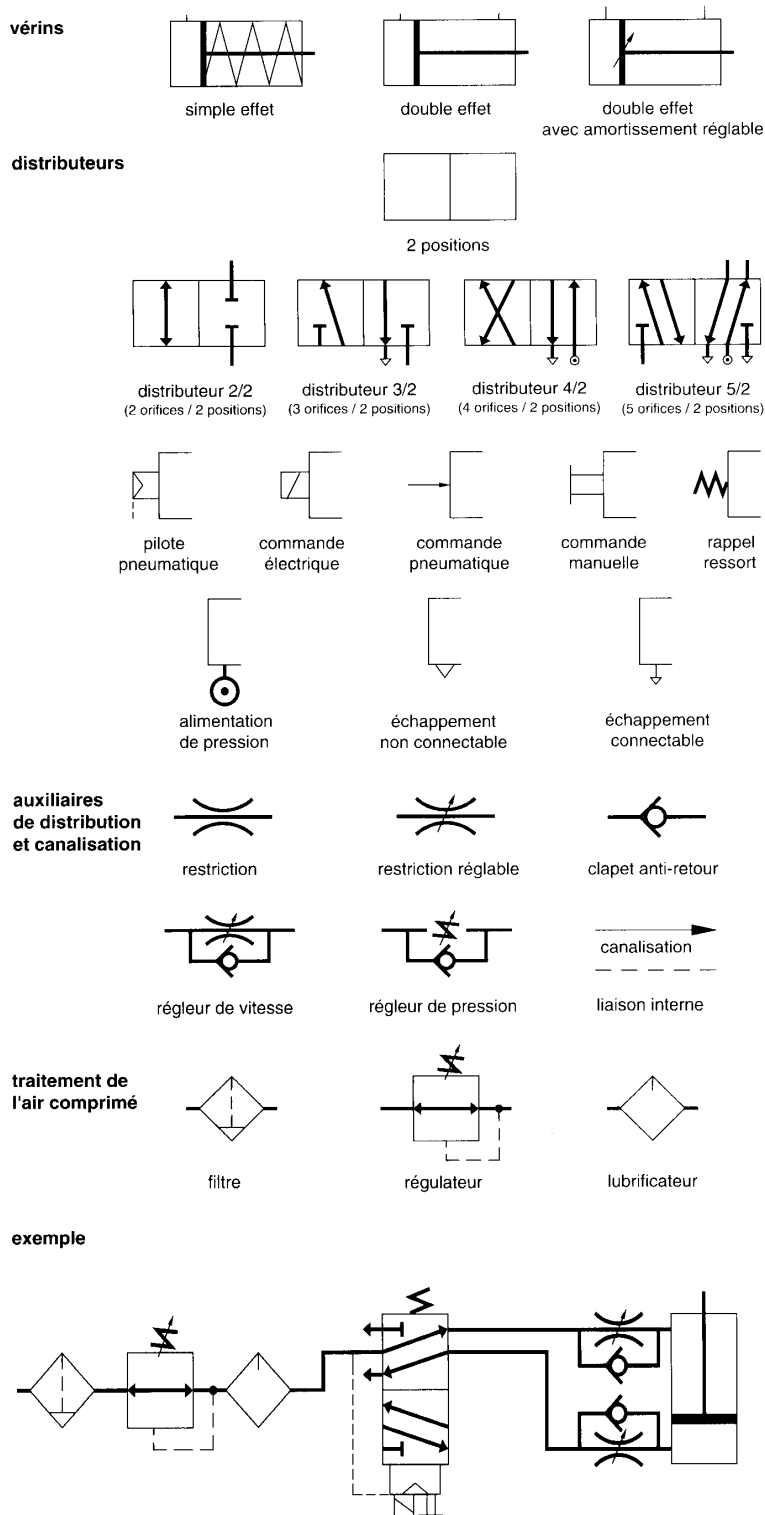 vérins
simple effet
double effet
double effet
avec amortissement réglable
distributeurs
2 positions
distributeur 2/2
(2 orifices / 2 positions)
distributeur 3/2
(3 orifices / 2 positions)
distributeur 4/2
(4 orifices / 2 positions)
distributeur 5/2
(5 orifices / 2 positions)
pilote
pneumatique
commande
électrique
commande
pneumatique
commande
manuelle
rappel
ressort
alimentation
de pression
échappement
non connectable
échappement
connectable
auxiliaires
de distribution
et canalisation
restriction
restriction réglable
clapet anti-retour
régleur de vitesse
régleur de pression
canalisation
liaison interne
traitement de
l'air comprimé
filtre
régulateur
lubrificateur
exemple